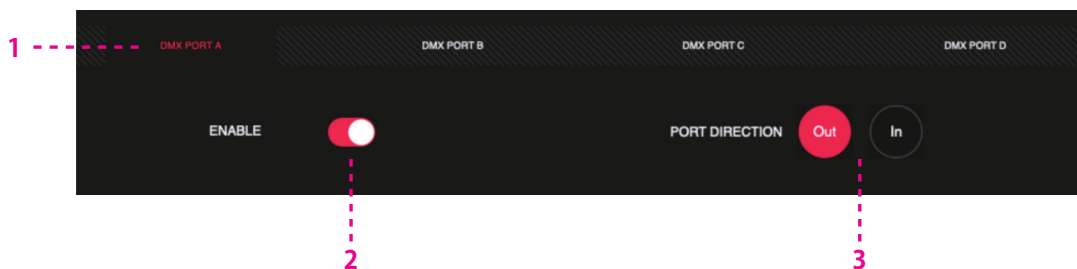 1
DMX PORT A
DMX PORT B
DMX PORT C
DMX PORT D
ENABLE
PORT DIRECTION
Out
In
2
3